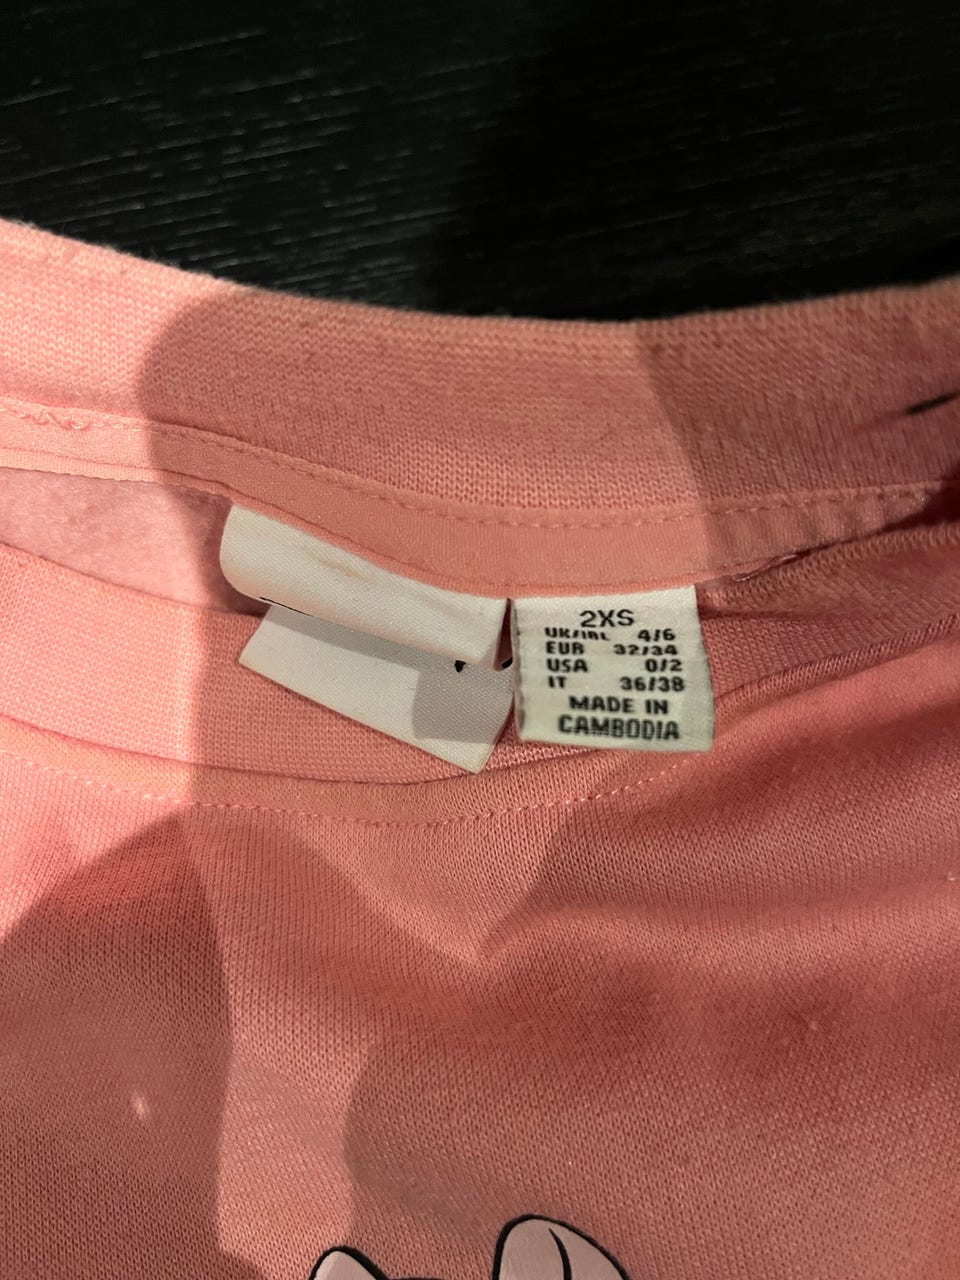 2XS
UK/IRL 4/6
EUR 32/34
USA 0/2
IT 36/38
MADE IN
CAMBODIA